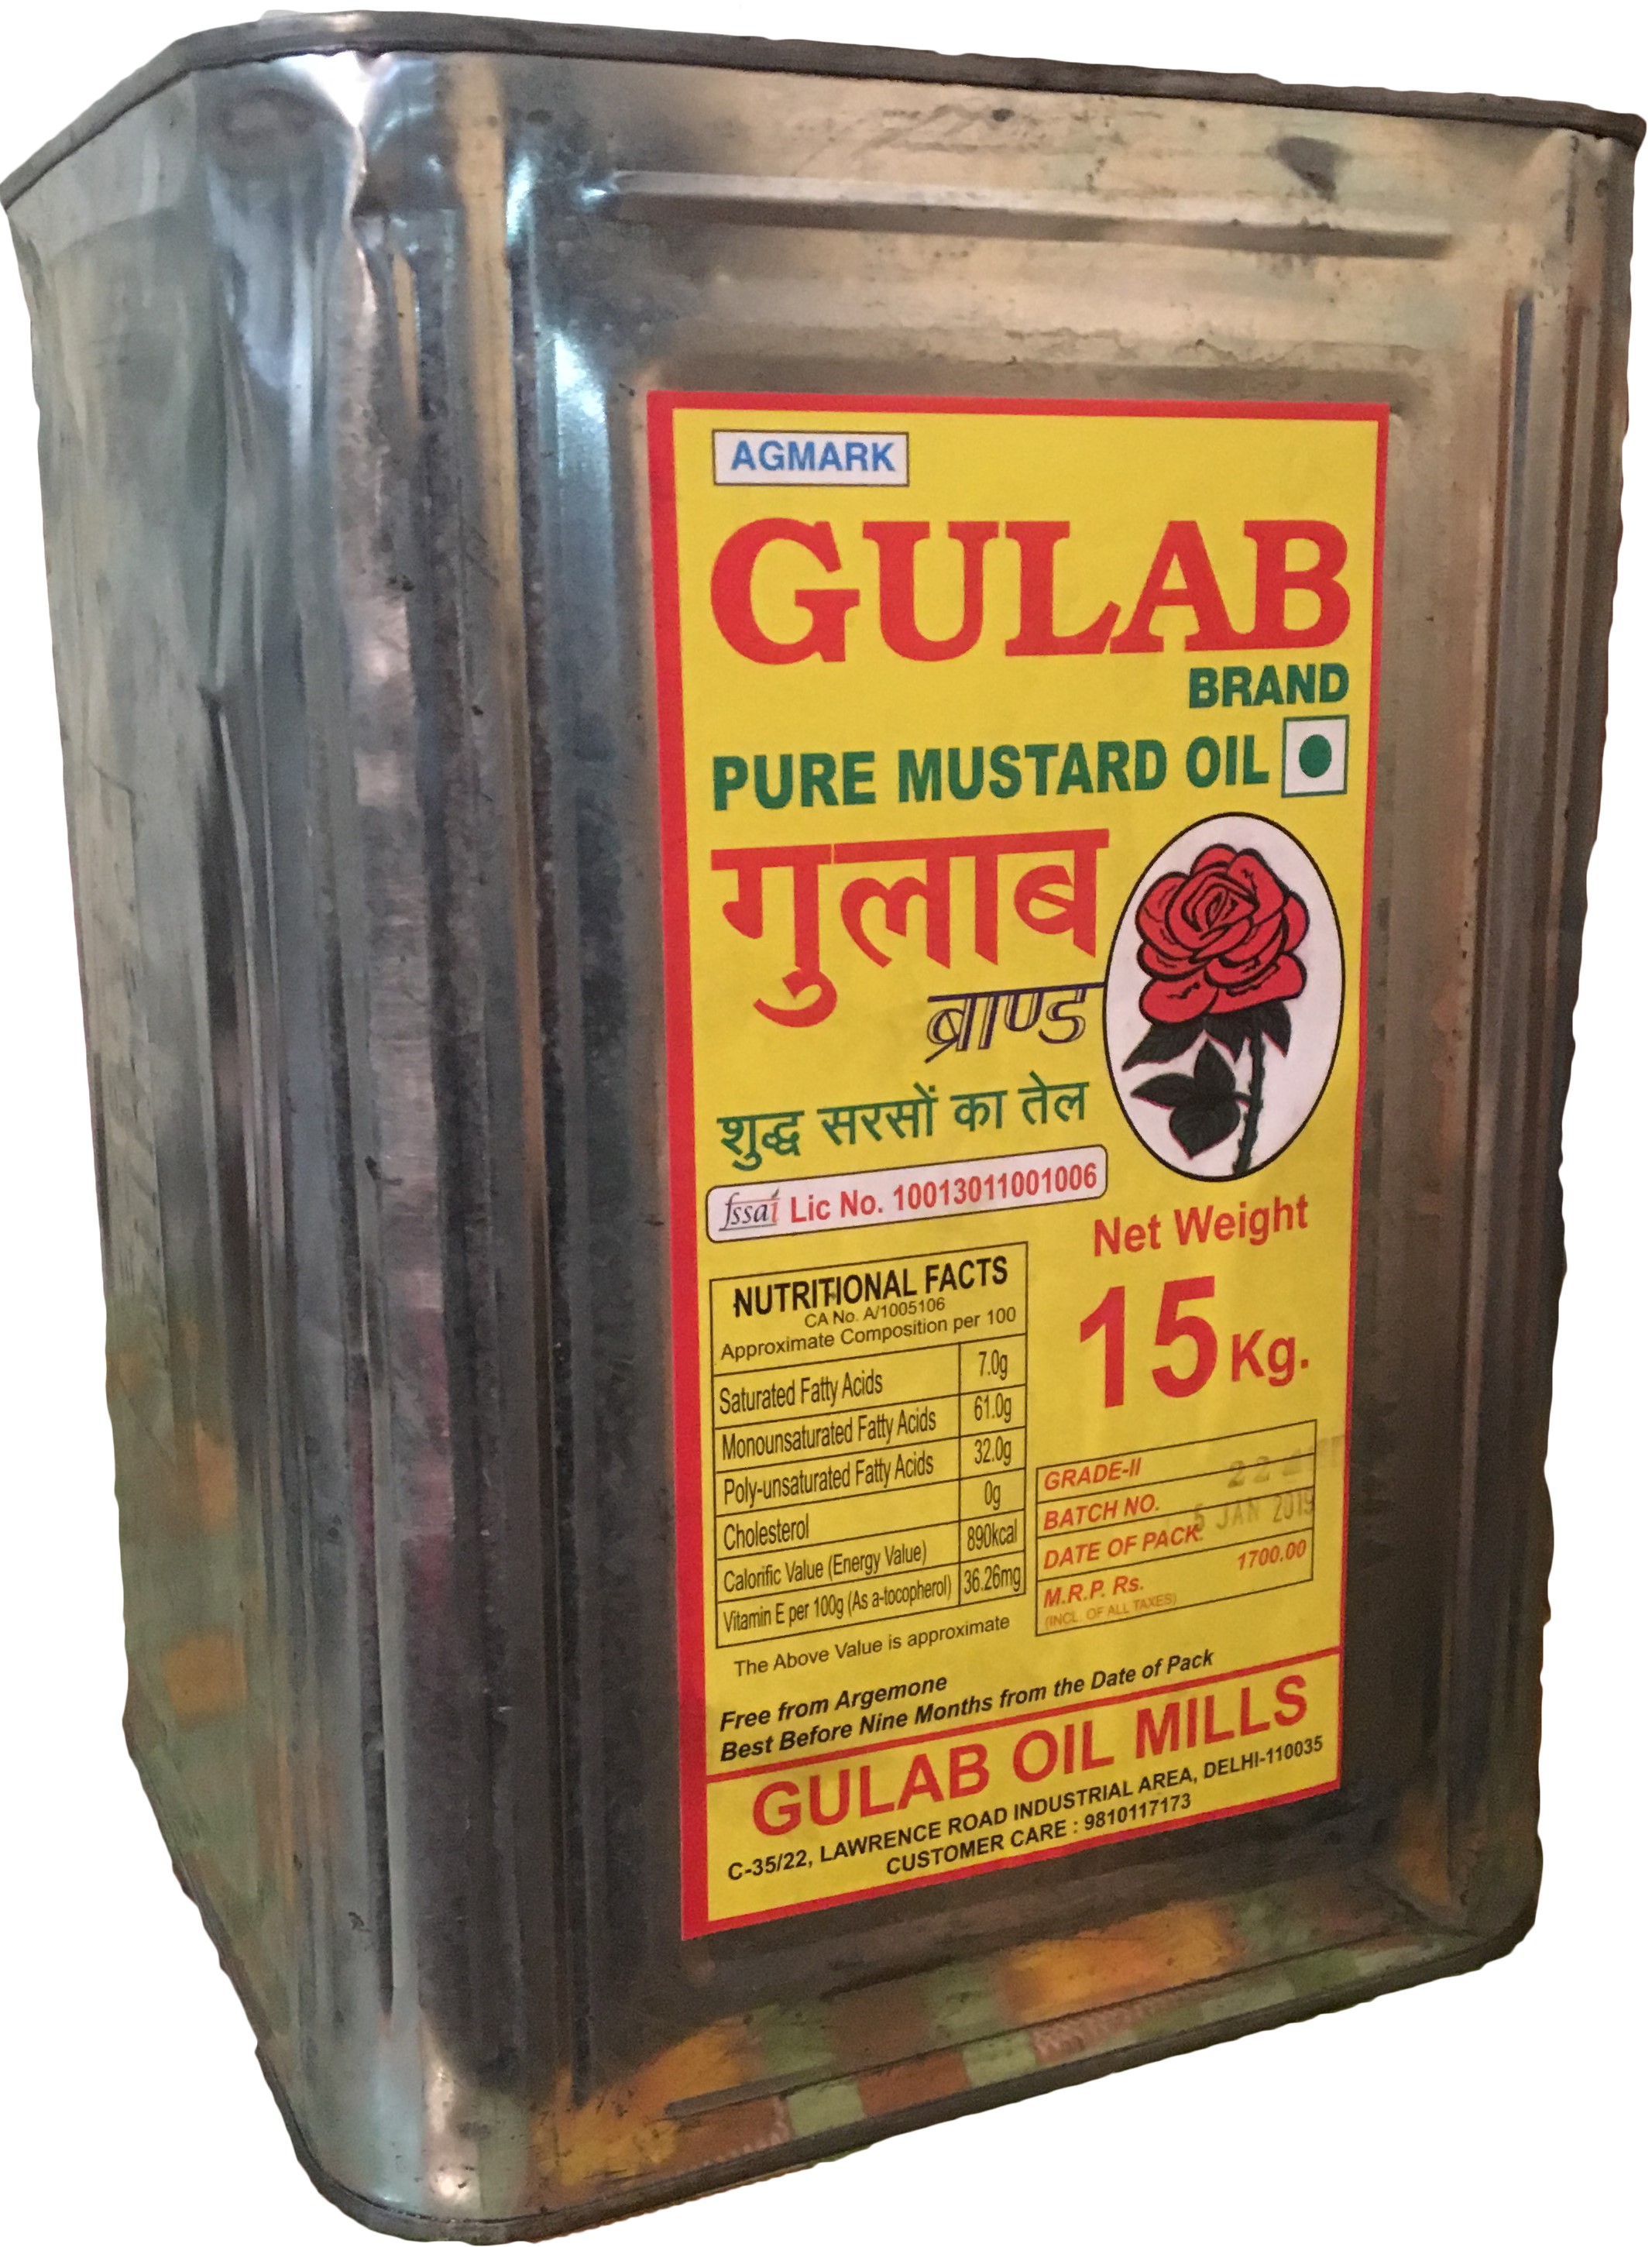 AGMARK
GULAB
BRAND
PURE MUSTARD OIL
गुलाब
ब्राण्ड
शुद्ध सरसों का तेल
fssai Lic No. 10013011001006
Net Weight
15 Kg.
NUTRITIONAL FACTS
CA No. A/1005106
Approximate Composition per 100
Saturated Fatty Acids 7.0g
Monounsaturated Fatty Acids 61.0g
Poly-unsaturated Fatty Acids 32.0g
Cholesterol 0g
Calorific Value (Energy Value) 890kcal
Vitamin E per 100g (As a-tocopherol) 36.26mg
The Above Value is approximate
GRADE-II
BATCH NO.
DATE OF PACK. 5 JAN 2019
M.R.P. Rs. 1700.00
(INCL. OF ALL TAXES)
Free from Argemone
Best Before Nine Months from the Date of Pack
GULAB OIL MILLS
C-35/22, LAWRENCE ROAD INDUSTRIAL AREA, DELHI-110035
CUSTOMER CARE : 9810117173